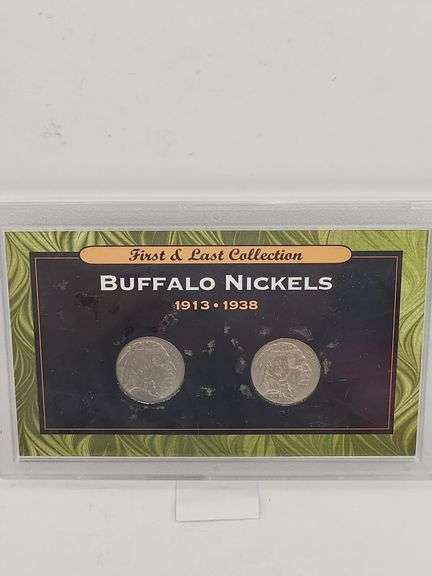 First & Last Collection
BUFFALO NICKELS
1913 • 1938